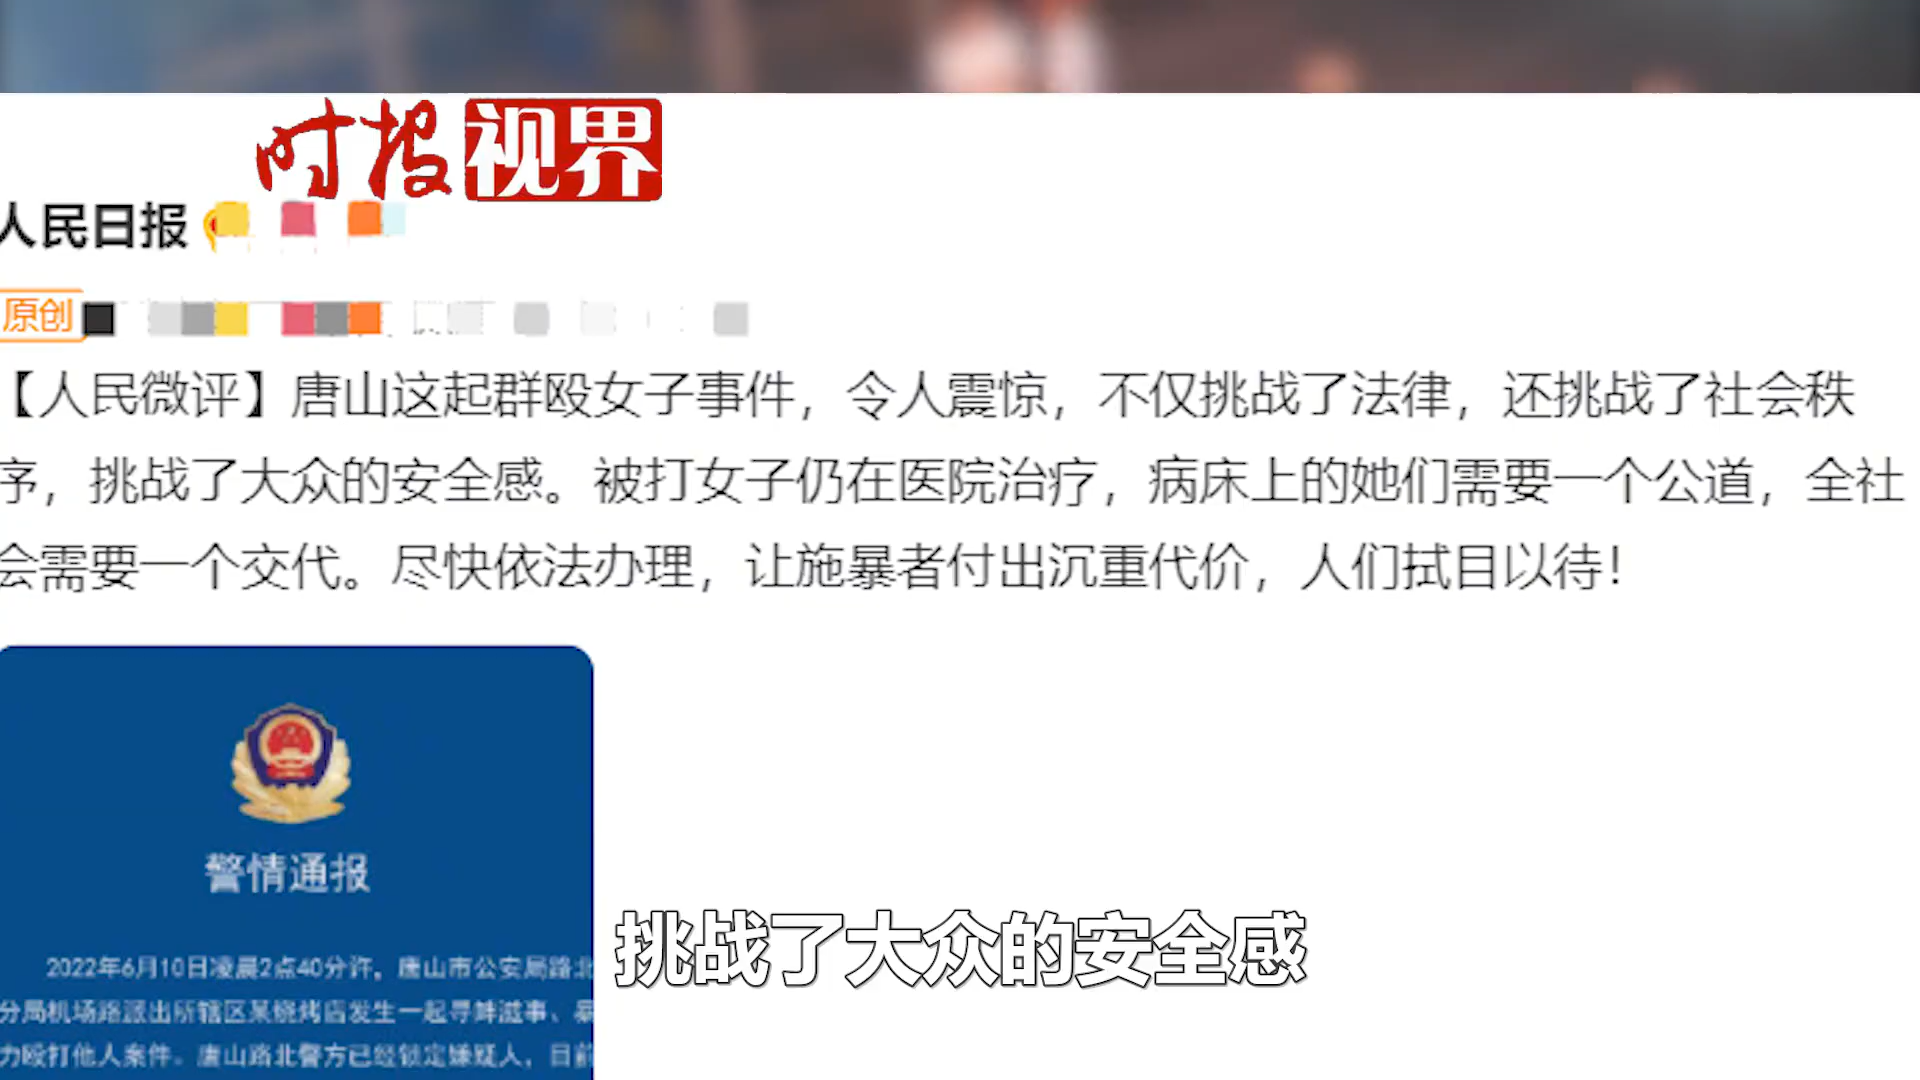 时报视界
人民日报
原创
【人民微评】唐山这起群殴女子事件，令人震惊，不仅挑战了法律，还挑战了社会秩
序，挑战了大众的安全感。被打女子仍在医院治疗，病床上的她们需要一个公道，全社
会需要一个交代。尽快依法办理，让施暴者付出沉重代价，人们拭目以待！
警情通报
2022年6月10日凌晨2点40分许，唐山市公安局路北
分局机场路派出所辖区某烧烤店发生一起寻衅滋事、暴
力殴打他人案件。唐山路北警方已经锁定嫌疑人，目前
挑战了大众的安全感